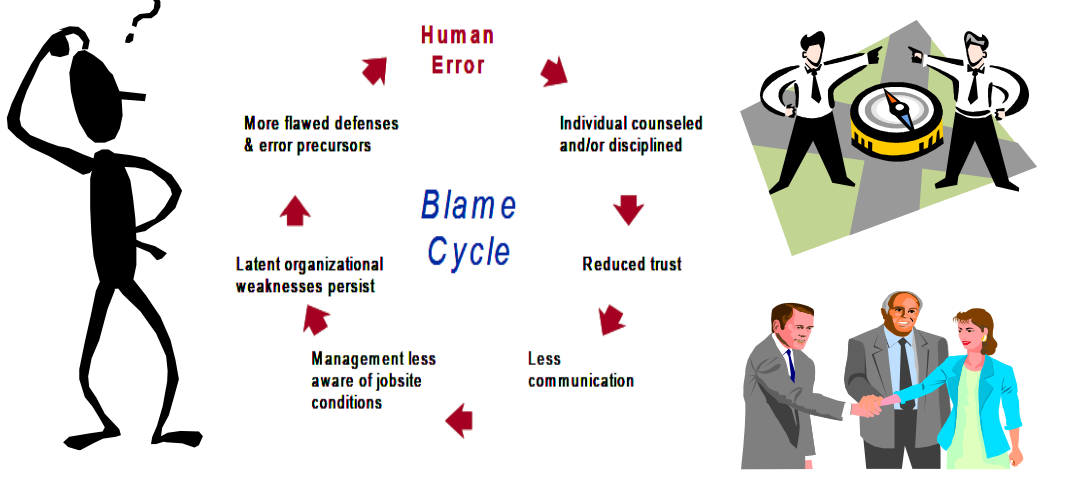 Human
Error
Individual counseled
and/or disciplined
Reduced trust
Less
communication
Management less
aware of jobsite
conditions
Latent organizational
weaknesses persist
More flawed defenses
& error precursors
Blame
Cycle
?